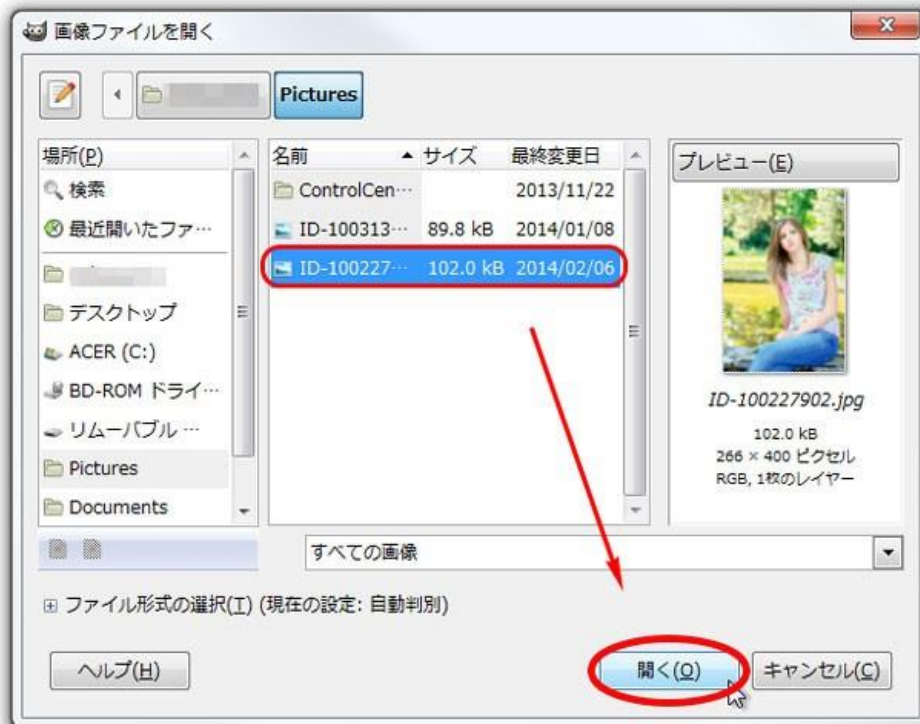 画像ファイルを開く
Pictures
場所(P)
検索
最近開いたファ…
デスクトップ
ACER (C:)
BD-ROM ドライ…
リムーバブル …
Pictures
Documents
名前 サイズ 最終変更日
ControlCen… 2013/11/22
ID-100313… 89.8 kB 2014/01/08
ID-100227… 102.0 kB 2014/02/06
プレビュー(E)
ID-100227902.jpg
102.0 kB
266 × 400 ピクセル
RGB, 1枚のレイヤー
すべての画像
ファイル形式の選択(T) (現在の設定: 自動判別)
ヘルプ(H)
開く(O)
キャンセル(C)